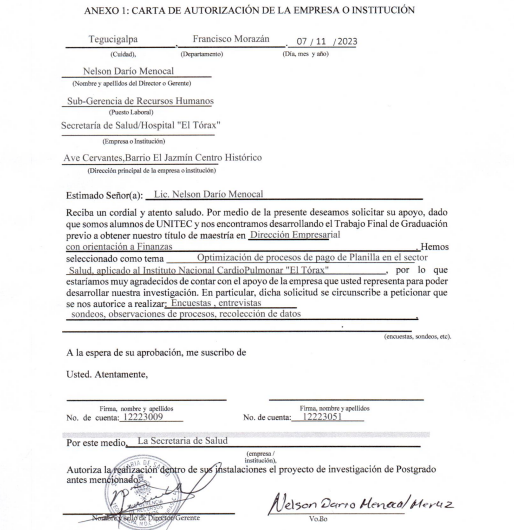 ANEXO 1: CARTA DE AUTORIZACIÓN DE LA EMPRESA O INSTITUCIÓN
Tegucigalpa , Francisco Morazán , 07 / 11 /2023
(Cuidad), (Departamento) (Día, mes y año)
Nelson Darío Menocal
(Nombre y apellidos del Director o Gerente)
Sub-Gerencia de Recursos Humanos
(Puesto Laboral)
Secretaría de Salud/Hospital "El Tórax"
(Empresa o Institución)
Ave Cervantes,Barrio El Jazmín Centro Histórico
(Dirección principal de la empresa o institución)
Estimado Señor(a): Lic. Nelson Darío Menocal
Reciba un cordial y atento saludo. Por medio de la presente deseamos solicitar su apoyo, dado
que somos alumnos de UNITEC y nos encontramos desarrollando el Trabajo Final de Graduación
previo a obtener nuestro título de maestría en Dirección Empresarial
con orientación a Finanzas . Hemos
seleccionado como tema Optimización de procesos de pago de Planilla en el sector
Salud, aplicado al Instituto Nacional CardioPulmonar "El Tórax" , por lo que
estaríamos muy agradecidos de contar con el apoyo de la empresa que usted representa para poder
desarrollar nuestra investigación. En particular, dicha solicitud se circunscribe a peticionar que
se nos autorice a realizar: Encuestas , entrevistas
sondeos, observaciones de procesos, recolección de datos ,
.
(encuestas, sondeos, etc).
A la espera de su aprobación, me suscribo de
Usted. Atentamente,
Firma, nombre y apellidos Firma, nombre y apellidos
No. de cuenta: 12223009 No. de cuenta: 12223051
Por este medio, La Secretaria de Salud
(empresa /
institución),
Autoriza la realización dentro de sus instalaciones el proyecto de investigación de Postgrado
antes mencionado
Nelson Dario Menocal
Nombre y sello de Director/Gerente Vo.Bo